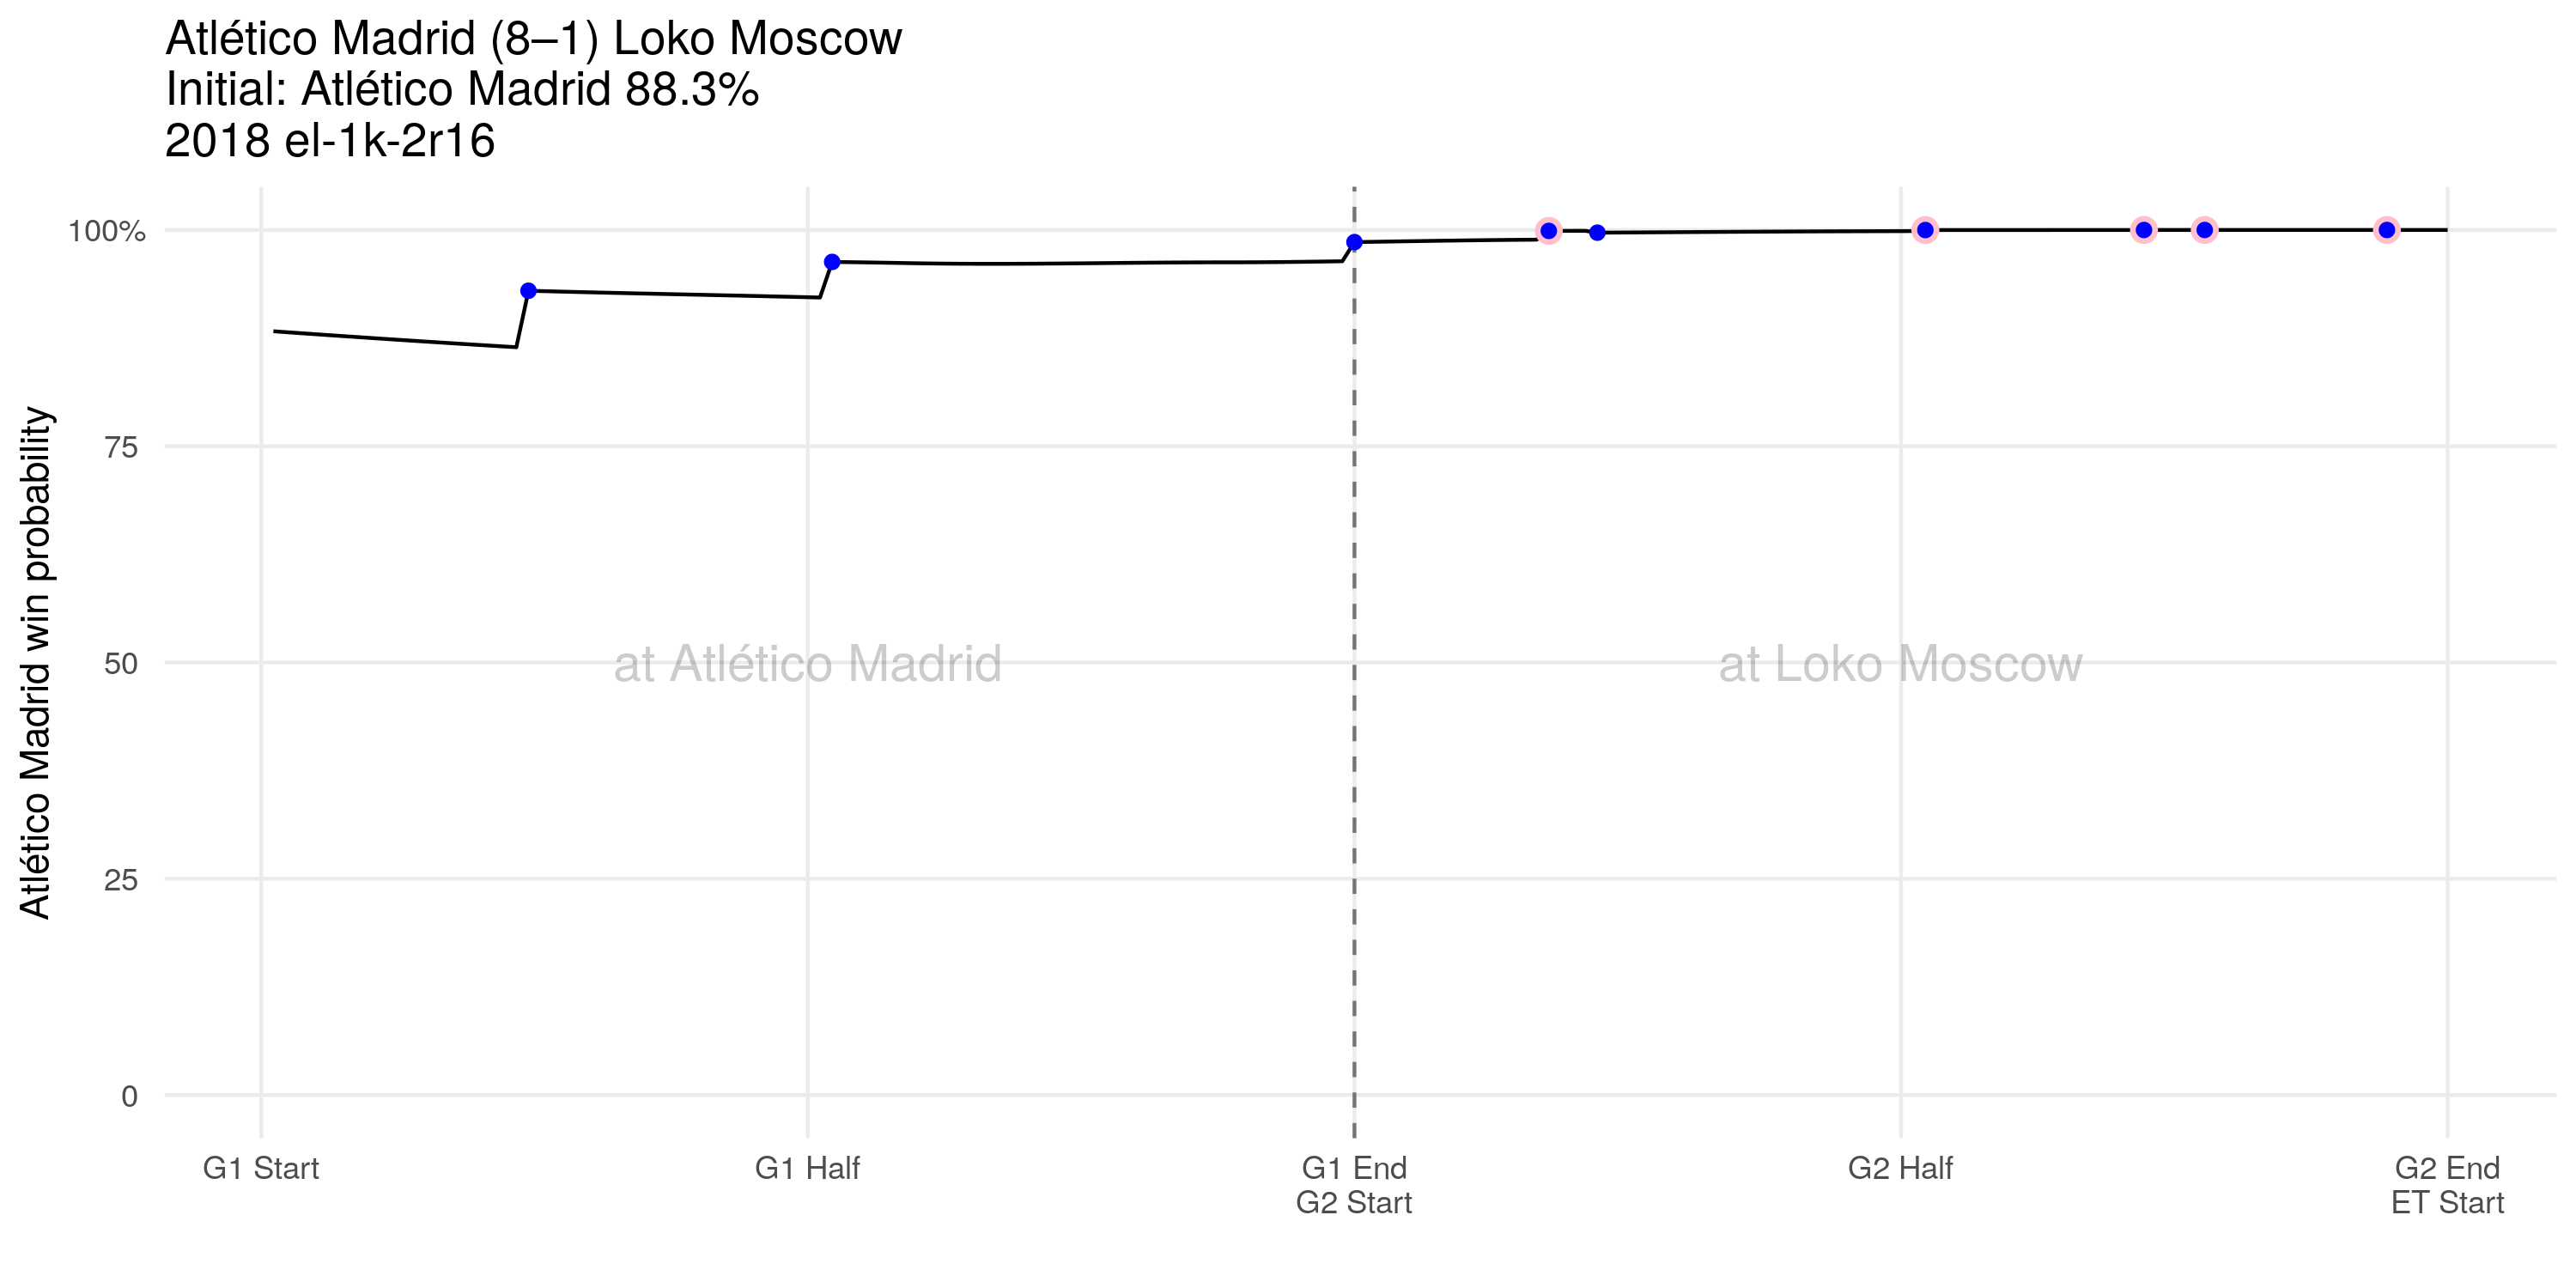 Atlético Madrid (8–1) Loko Moscow
Initial: Atlético Madrid 88.3%
2018 el-1k-2r16
Atlético Madrid win probability
100%
75
50
25
0
at Atlético Madrid
at Loko Moscow
G1 Start
G1 Half
G1 End
G2 Start
G2 Half
G2 End
ET Start